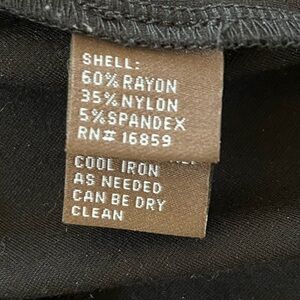 SHELL:
60% RAYON
35% NYLON
5% SPANDEX
RN# 16859
COOL IRON
AS NEEDED
CAN BE DRY
CLEAN